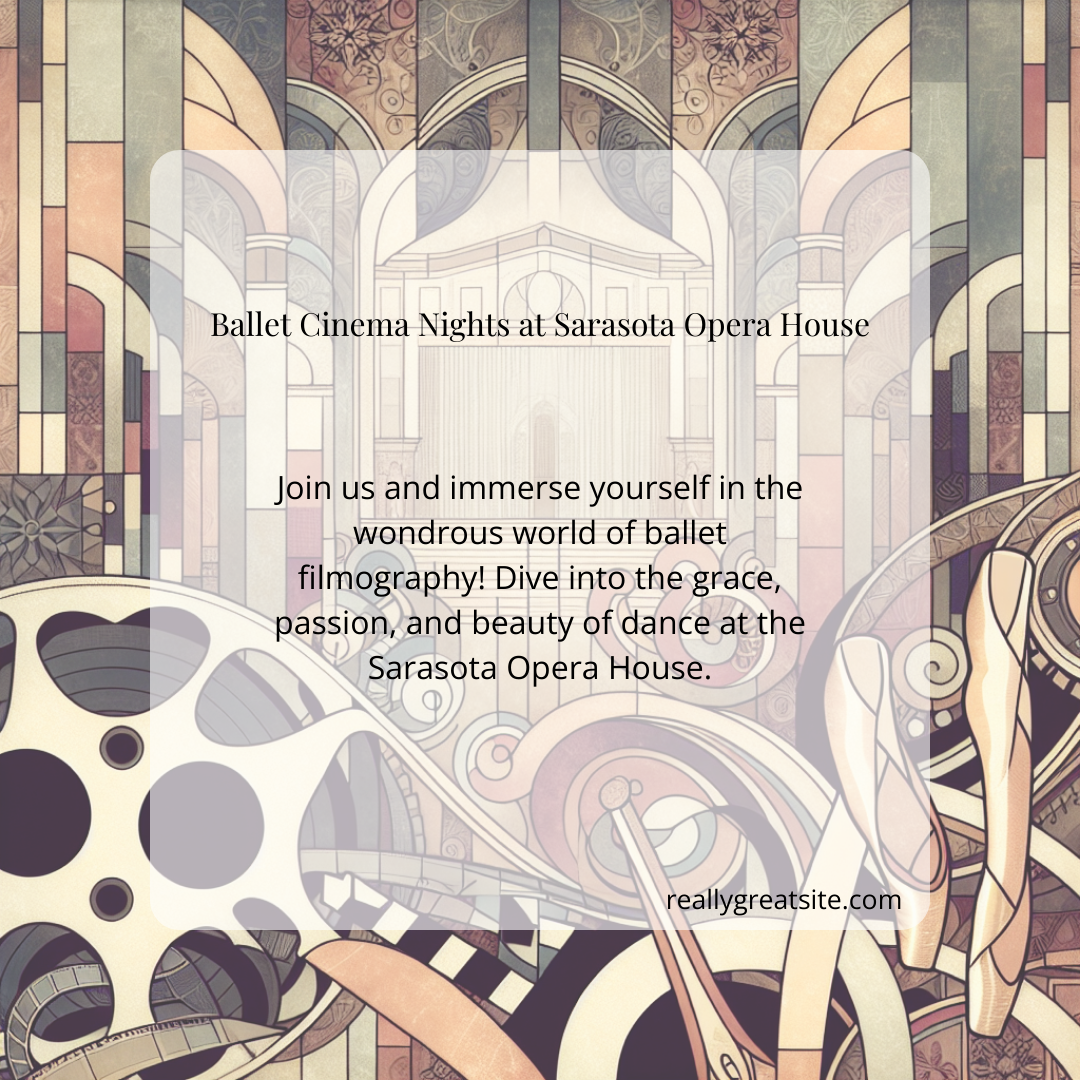 Ballet Cinema Nights at Sarasota Opera House
Join us and immerse yourself in the
wondrous world of ballet
filmography! Dive into the grace,
passion, and beauty of dance at the
Sarasota Opera House.
reallygreatsite.com